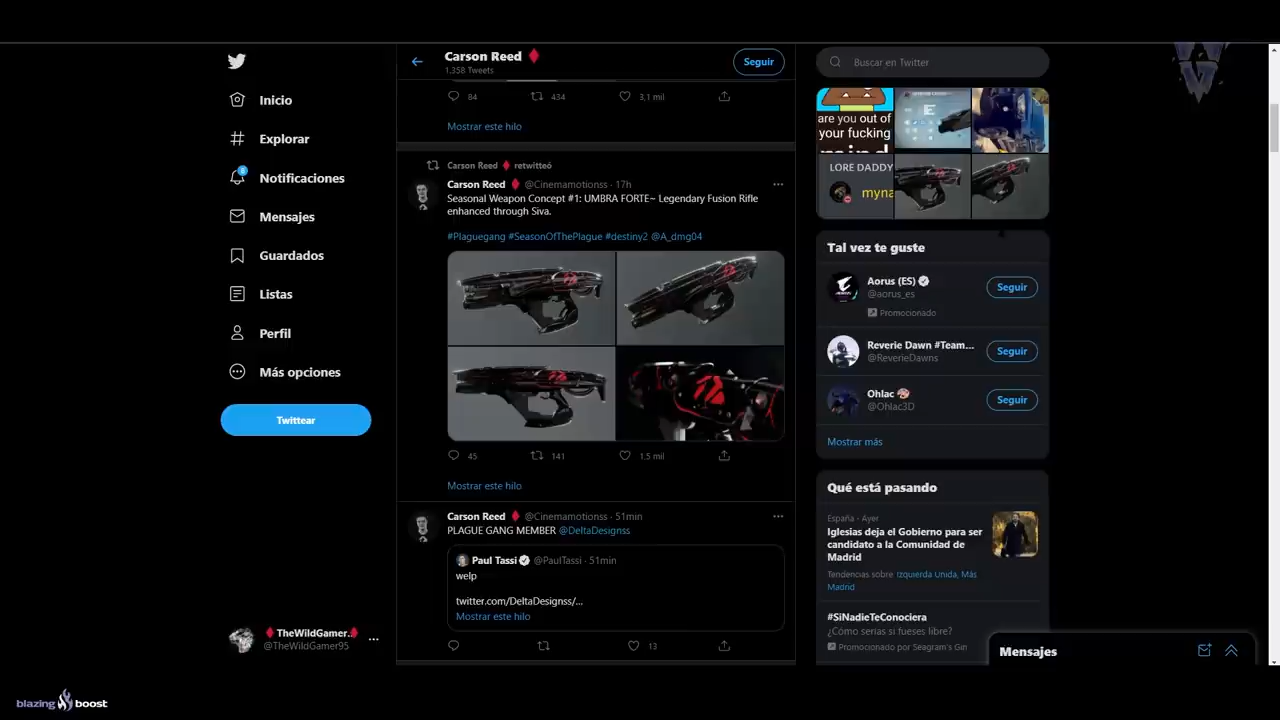 Inicio
Explorar
8
Notificaciones
Mensajes
Guardados
Listas
Perfil
Más opciones
Twittear
TheWildGamer..
@TheWildGamer95
Carson Reed
1.358 Tweets
Seguir
84 434 3,1 mil
Mostrar este hilo
Carson Reed retwitteó
Carson Reed @Cinemamotionss · 17h
Seasonal Weapon Concept #1: UMBRA FORTE~ Legendary Fusion Rifle
enhanced through Siva.
#Plaguegang #SeasonOfThePlague #destiny2 @A_dmg04
45 141 1,5 mil
Mostrar este hilo
Carson Reed @Cinemamotionss · 51min
PLAGUE GANG MEMBER @DeltaDesignss
Paul Tassi @PaulTassi · 51min
welp
twitter.com/DeltaDesignss/...
Mostrar este hilo
13
Buscar en Twitter
are you out of
your fucking
LORE DADDY
myna
Tal vez te guste
Aorus (ES)
@aorus_es
Seguir
Promocionado
Reverie Dawn #Team...
@ReverieDawns
Seguir
Ohlac
@Ohlac3D
Seguir
Mostrar más
Qué está pasando
España · Ayer
Iglesias deja el Gobierno para ser
candidato a la Comunidad de
Madrid
Tendencias sobre Izquierda Unida, Más
Madrid
#SiNadieTeConociera
¿Cómo serías si fueses libre?
Promocionado por Seagram's Gin
Mensajes
blazing boost